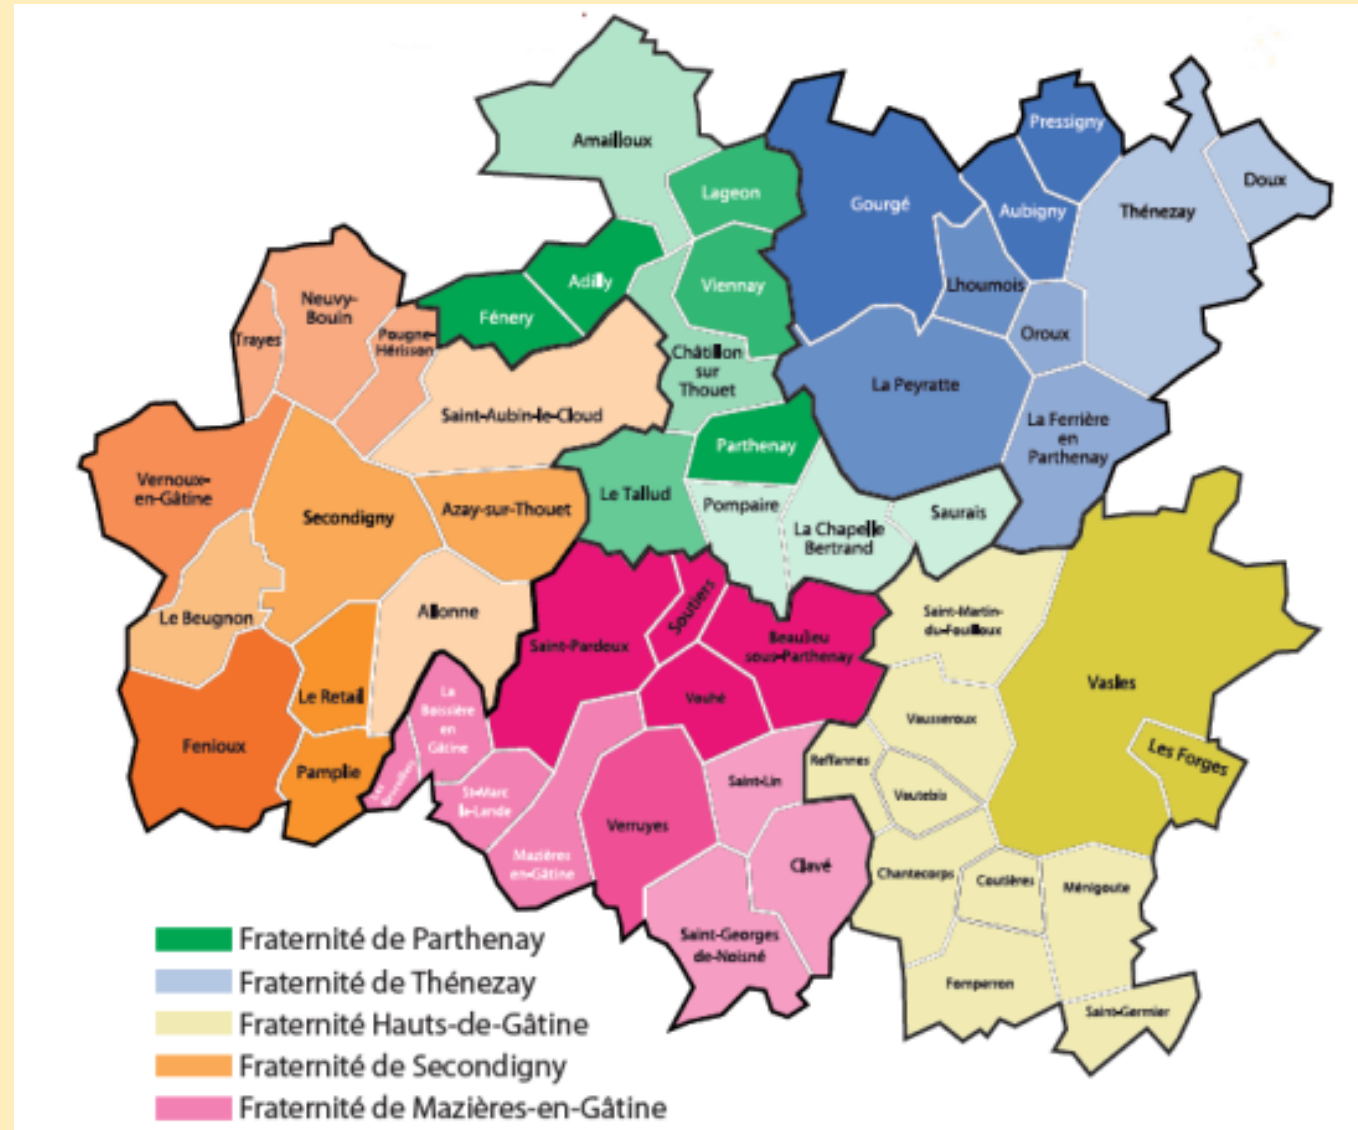 Amailloux
Lageon
Pressigny
Doux
Gourgé
Aubigny
Thénezay
Adilly
Viennay
Lhoumois
Neuvy-
Bouin
Fénery
Oroux
Trayes
Pougne-
Hérisson
Châtillon
sur
Thouet
La Peyratte
Saint-Aubin-le-Cloud
La Ferrière
en
Parthenay
Parthenay
Vernoux-
en-Gâtine
Le Tallud
Pompaire
Secondigny
Azay-sur-Thouet
La Chapelle
Bertrand
Saurais
Le Beugnon
Allonne
Soutiers
Saint-Martin-
du-Fouilloux
Saint-Pardoux
Beaulieu
sous-Parthenay
Vasles
Le Retail
La
Boissière
en
Gâtine
Vouhé
Vausseroux
Fenioux
Pamplie
Les
Groseillers
Reffannes
Les Forges
St-Marc
la-Lande
Saint-Lin
Vautebis
Verruyes
Mazières
en-Gâtine
Clavé
Chantecorps
Coutières
Ménigoute
Saint-Georges
de-Noisné
Fomperron
Saint-Germier
Fraternité de Parthenay
Fraternité de Thénezay
Fraternité Hauts-de-Gâtine
Fraternité de Secondigny
Fraternité de Mazières-en-Gâtine